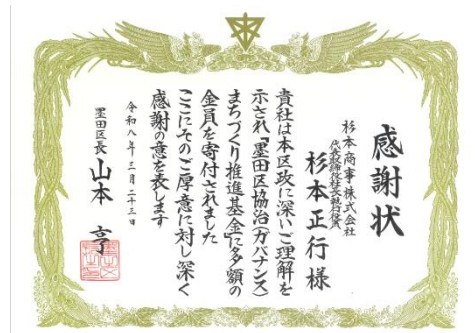 感謝状
杉本商事株式会社
代表取締役社長執行役員
杉本正行 様
貴社は本区政に深いご理解を
示され「墨田区協治(ガバナンス)
まちづくり推進基金」に多額の
金員を寄付されました
ここにそのご厚意に対し深く
感謝の意を表します
令和八年三月二十三日
墨田区長 山本 亨